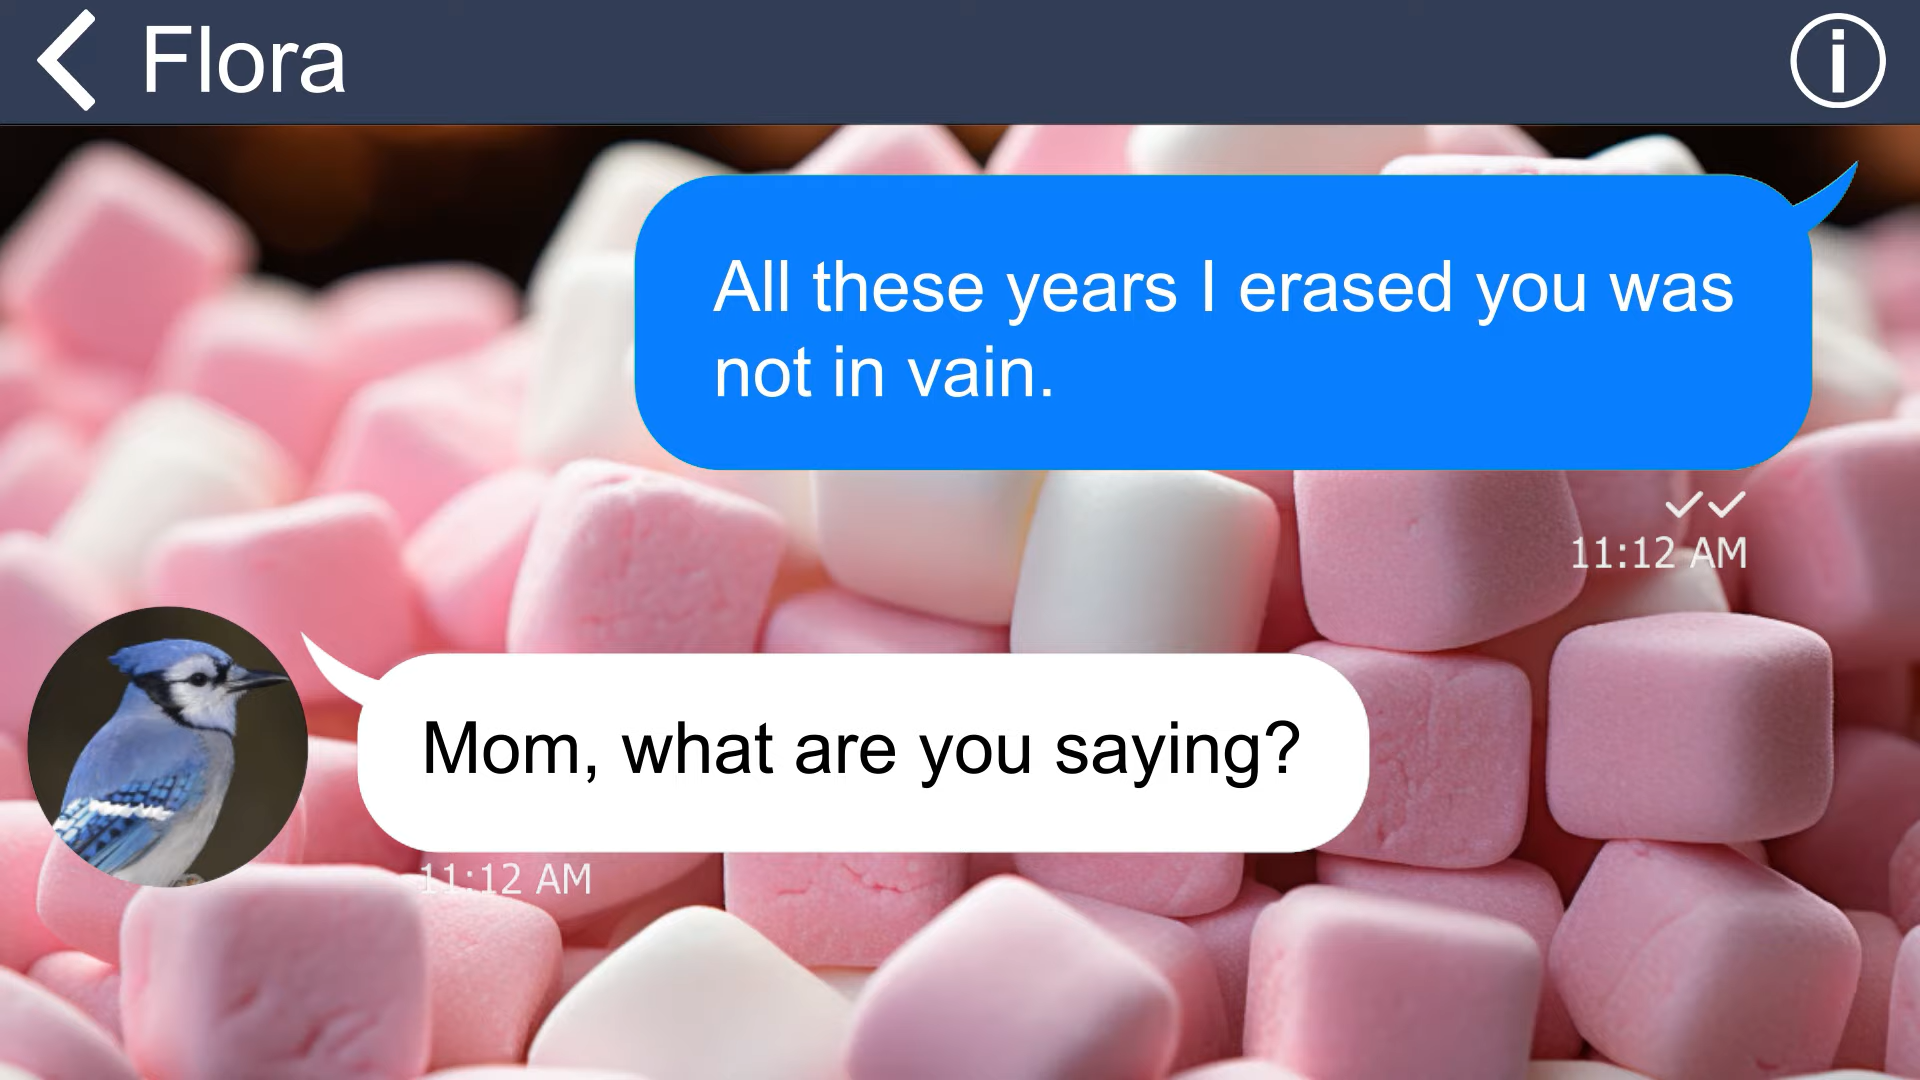 Flora
All these years I erased you was
not in vain.
11:12 AM
Mom, what are you saying?
11:12 AM